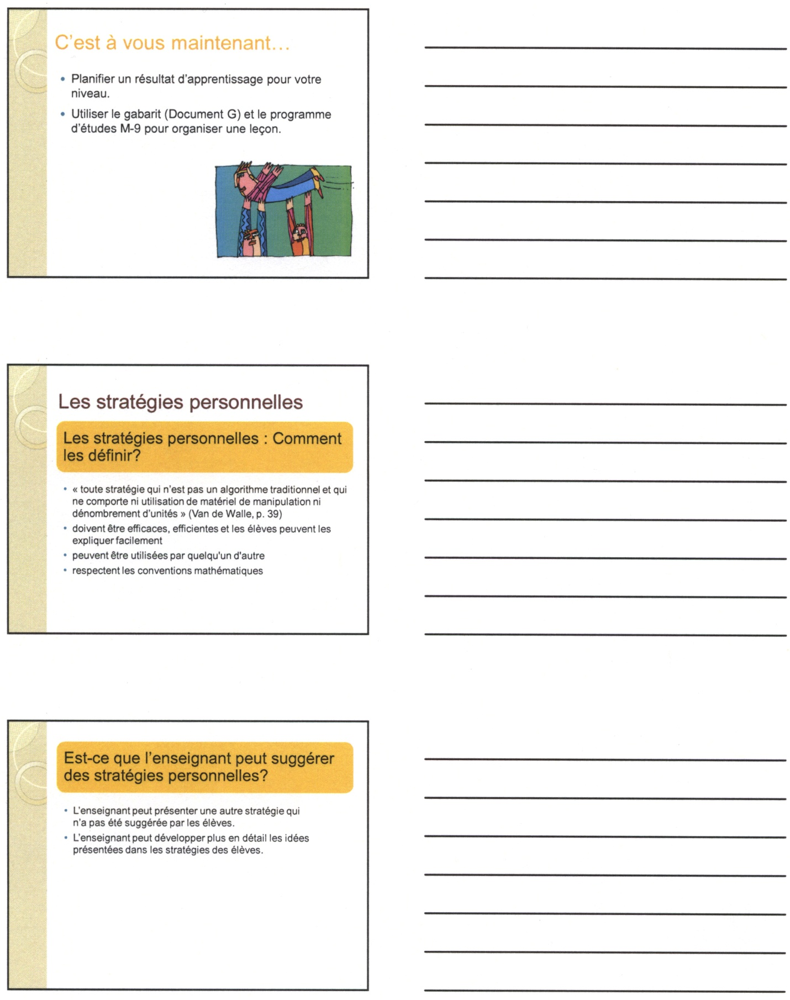 C'est à vous maintenant...
• Planifier un résultat d'apprentissage pour votre
niveau.
• Utiliser le gabarit (Document G) et le programme
d'études M-9 pour organiser une leçon.
Les stratégies personnelles
Les stratégies personnelles : Comment
les définir?
• « toute stratégie qui n'est pas un algorithme traditionnel et qui
ne comporte ni utilisation de matériel de manipulation ni
dénombrement d'unités » (Van de Walle, p. 39)
• doivent être efficaces, efficientes et les élèves peuvent les
expliquer facilement
• peuvent être utilisées par quelqu'un d'autre
• respectent les conventions mathématiques
Est-ce que l'enseignant peut suggérer
des stratégies personnelles?
• L'enseignant peut présenter une autre stratégie qui
n'a pas été suggérée par les élèves.
• L'enseignant peut développer plus en détail les idées
présentées dans les stratégies des élèves.